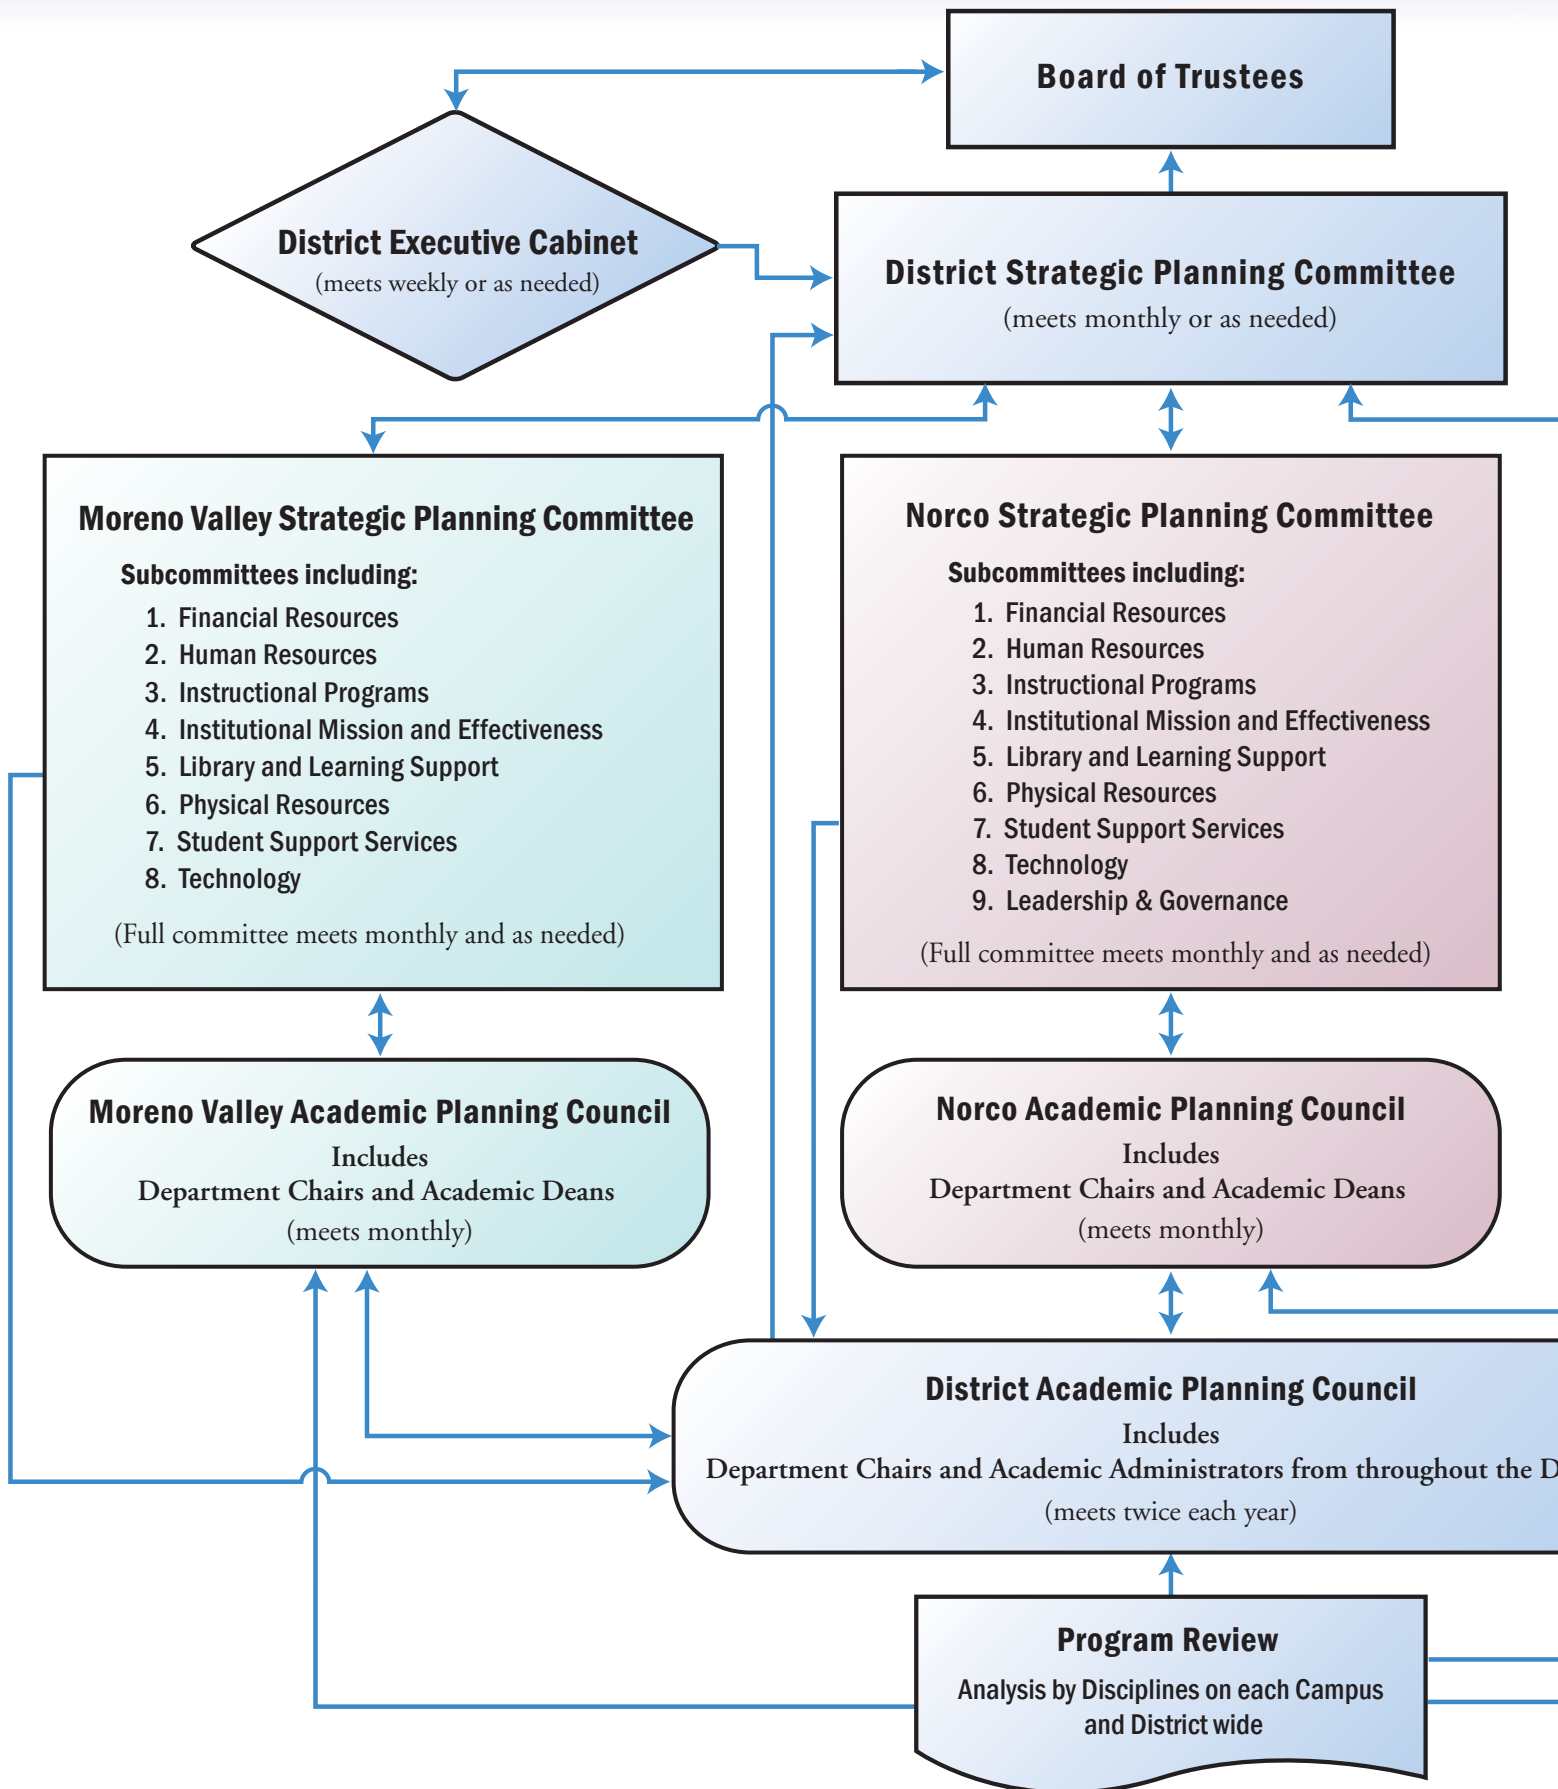 Board of Trustees
District Executive Cabinet
(meets weekly or as needed)
District Strategic Planning Committee
(meets monthly or as needed)
Moreno Valley Strategic Planning Committee
Subcommittees including:
1. Financial Resources
2. Human Resources
3. Instructional Programs
4. Institutional Mission and Effectiveness
5. Library and Learning Support
6. Physical Resources
7. Student Support Services
8. Technology
(Full committee meets monthly and as needed)
Norco Strategic Planning Committee
Subcommittees including:
1. Financial Resources
2. Human Resources
3. Instructional Programs
4. Institutional Mission and Effectiveness
5. Library and Learning Support
6. Physical Resources
7. Student Support Services
8. Technology
9. Leadership & Governance
(Full committee meets monthly and as needed)
Moreno Valley Academic Planning Council
Includes
Department Chairs and Academic Deans
(meets monthly)
Norco Academic Planning Council
Includes
Department Chairs and Academic Deans
(meets monthly)
District Academic Planning Council
Includes
Department Chairs and Academic Administrators from throughout the
(meets twice each year)
Program Review
Analysis by Disciplines on each Campus
and District wide